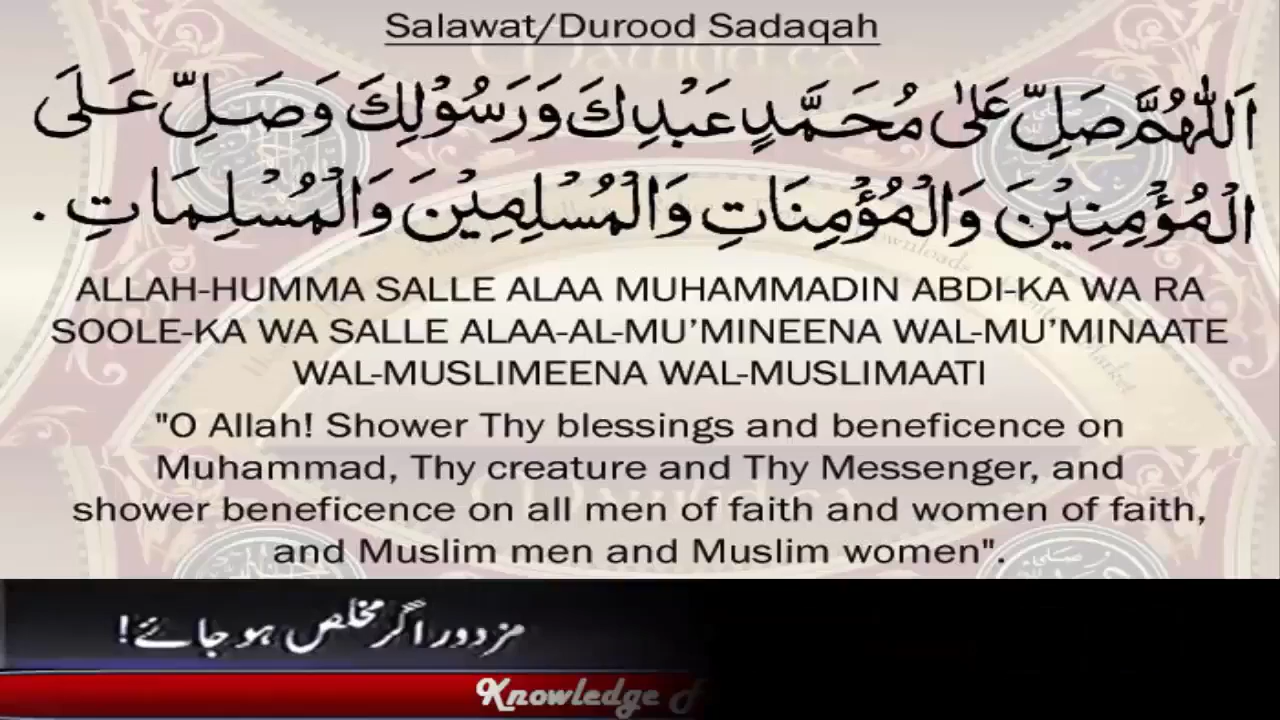 Salawat/Durood Sadaqah
اَللّٰهُمَّ صَلِّ عَلٰى مُحَمَّدٍ عَبْدِكَ وَرَسُوْلِكَ وَصَلِّ عَلَى
الْمُؤْمِنِيْنَ وَالْمُؤْمِنَاتِ وَالْمُسْلِمِيْنَ وَالْمُسْلِمَاتِ .
ALLAH-HUMMA SALLE ALAA MUHAMMADIN ABDI-KA WA RA
SOOLE-KA WA SALLE ALAA-AL-MU’MINEENA WAL-MU’MINAATE
WAL-MUSLIMEENA WAL-MUSLIMAATI
"O Allah! Shower Thy blessings and beneficence on
Muhammad, Thy creature and Thy Messenger, and
shower beneficence on all men of faith and women of faith,
and Muslim men and Muslim women".
مزدور اگر مخلص ہو جائے!
Knowledge F